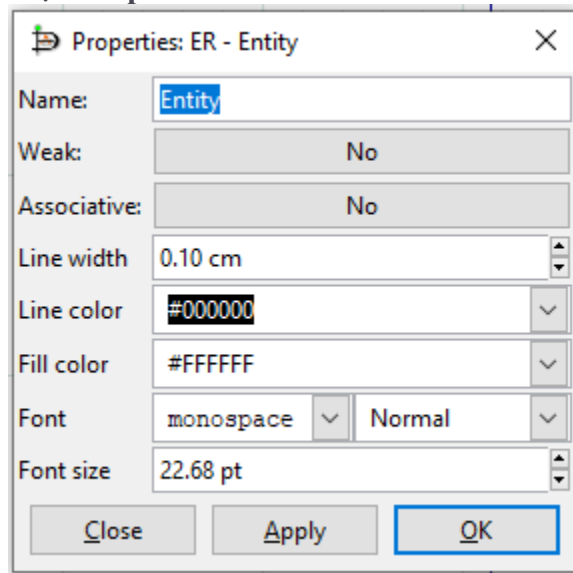 Properties: ER - Entity
Name: Entity
Weak: No
Associative: No
Line width 0.10 cm
Line color #000000
Fill color #FFFFFF
Font monospace Normal
Font size 22.68 pt
Close Apply OK